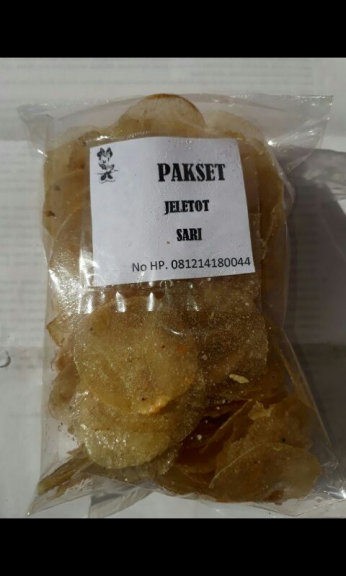 PAKSET
JELETOT
SARI
No HP. 081214180044